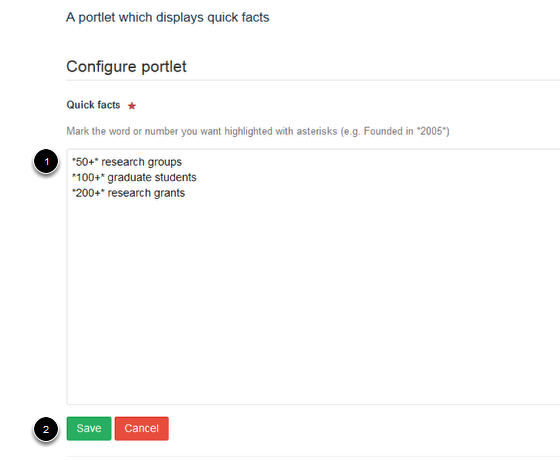 A portlet which displays quick facts
Configure portlet
Quick facts ★
Mark the word or number you want highlighted with asterisks (e.g. Founded in *2005*)
1
*50+* research groups
*100+* graduate students
*200+* research grants
2
Save Cancel